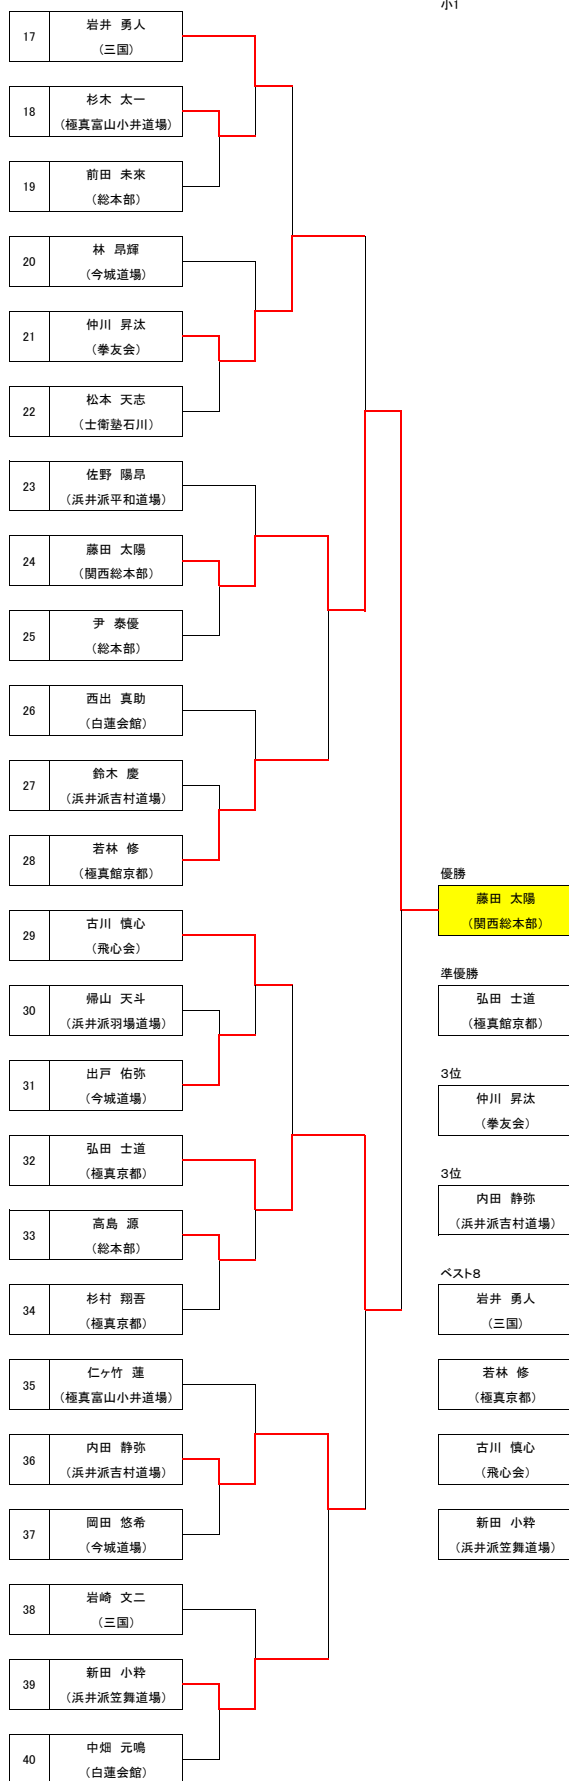 小1
17
岩井 勇人
(三国)
18
杉木 太一
(極真富山小井道場)
19
前田 未來
(総本部)
20
林 昂輝
(今城道場)
21
仲川 昇汰
(拳友会)
22
松本 天志
(士衛塾石川)
23
佐野 陽昂
(浜井派平和道場)
24
藤田 太陽
(関西総本部)
25
尹 泰優
(総本部)
26
西出 真助
(白蓮会館)
27
鈴木 慶
(浜井派吉村道場)
28
若林 修
(極真館京都)
29
古川 慎心
(飛心会)
30
帰山 天斗
(浜井派羽場道場)
31
出戸 佑弥
(今城道場)
32
弘田 士道
(極真京都)
33
高島 源
(総本部)
34
杉村 翔吾
(極真京都)
35
仁ヶ竹 蓮
(極真富山小井道場)
36
内田 静弥
(浜井派吉村道場)
37
岡田 悠希
(今城道場)
38
岩崎 文二
(三国)
39
新田 小粋
(浜井派笠舞道場)
40
中畑 元鳴
(白蓮会館)
優勝
藤田 太陽
(関西総本部)
準優勝
弘田 士道
(極真館京都)
3位
仲川 昇汰
(拳友会)
3位
内田 静弥
(浜井派吉村道場)
ベスト8
岩井 勇人
(三国)
若林 修
(極真京都)
古川 慎心
(飛心会)
新田 小粋
(浜井派笠舞道場)